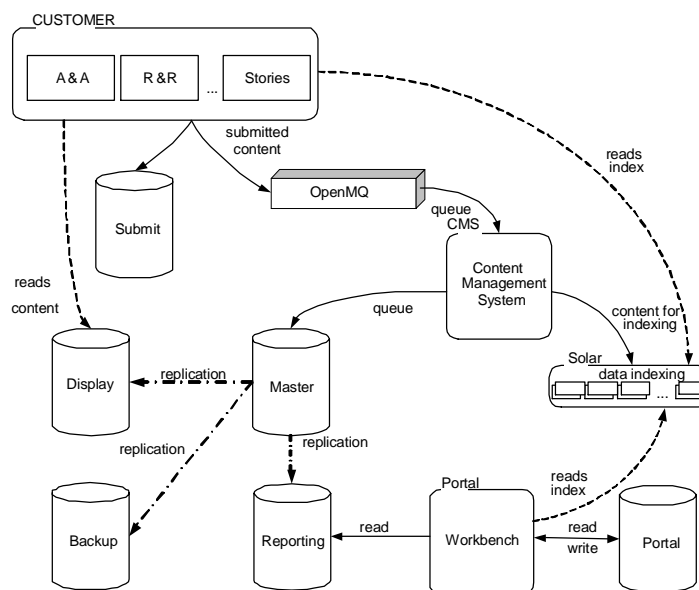 CUSTOMER
A & A
R & R
...
Stories
submitted
content
reads
index
OpenMQ
queue
CMS
Submit
Content
Management
System
reads
content
queue
content for
indexing
Solar
data indexing
...
Display
replication
Master
replication
replication
Portal
reads
index
Backup
Reporting
read
Workbench
read
write
Portal